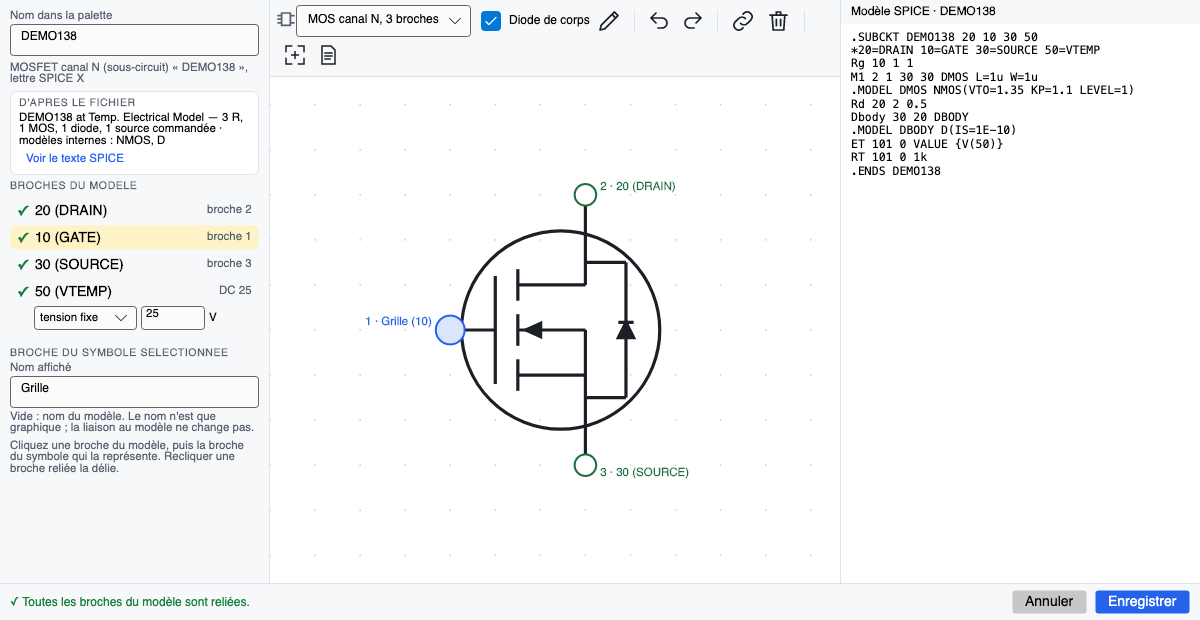 Nom dans la palette
DEMO138
MOSFET canal N (sous-circuit) « DEMO138 »,
lettre SPICE X
D'APRES LE FICHIER
DEMO138 at Temp. Electrical Model — 3 R,
1 MOS, 1 diode, 1 source commandée ·
modèles internes : NMOS, D
Voir le texte SPICE
BROCHES DU MODELE
✓ 20 (DRAIN) broche 2
✓ 10 (GATE) broche 1
✓ 30 (SOURCE) broche 3
✓ 50 (VTEMP) DC 25
tension fixe 25 V
BROCHE DU SYMBOLE SELECTIONNEE
Nom affiché
Grille
Vide : nom du modèle. Le nom n'est que
graphique ; la liaison au modèle ne change pas.
Cliquez une broche du modèle, puis la broche
du symbole qui la représente. Recliquer une
broche reliée la délie.
MOS canal N, 3 broches
Diode de corps
2 · 20 (DRAIN)
1 · Grille (10)
3 · 30 (SOURCE)
Modèle SPICE · DEMO138
.SUBCKT DEMO138 20 10 30 50
*20=DRAIN 10=GATE 30=SOURCE 50=VTEMP
Rg 10 1 1
M1 2 1 30 30 DMOS L=1u W=1u
.MODEL DMOS NMOS(VTO=1.35 KP=1.1 LEVEL=1)
Rd 20 2 0.5
Dbody 30 20 DBODY
.MODEL DBODY D(IS=1E-10)
ET 101 0 VALUE {V(50)}
RT 101 0 1k
.ENDS DEMO138
✓ Toutes les broches du modèle sont reliées.
Annuler
Enregistrer